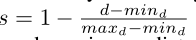 s = 1 − \frac{d − min_d}{max_d − min_d}